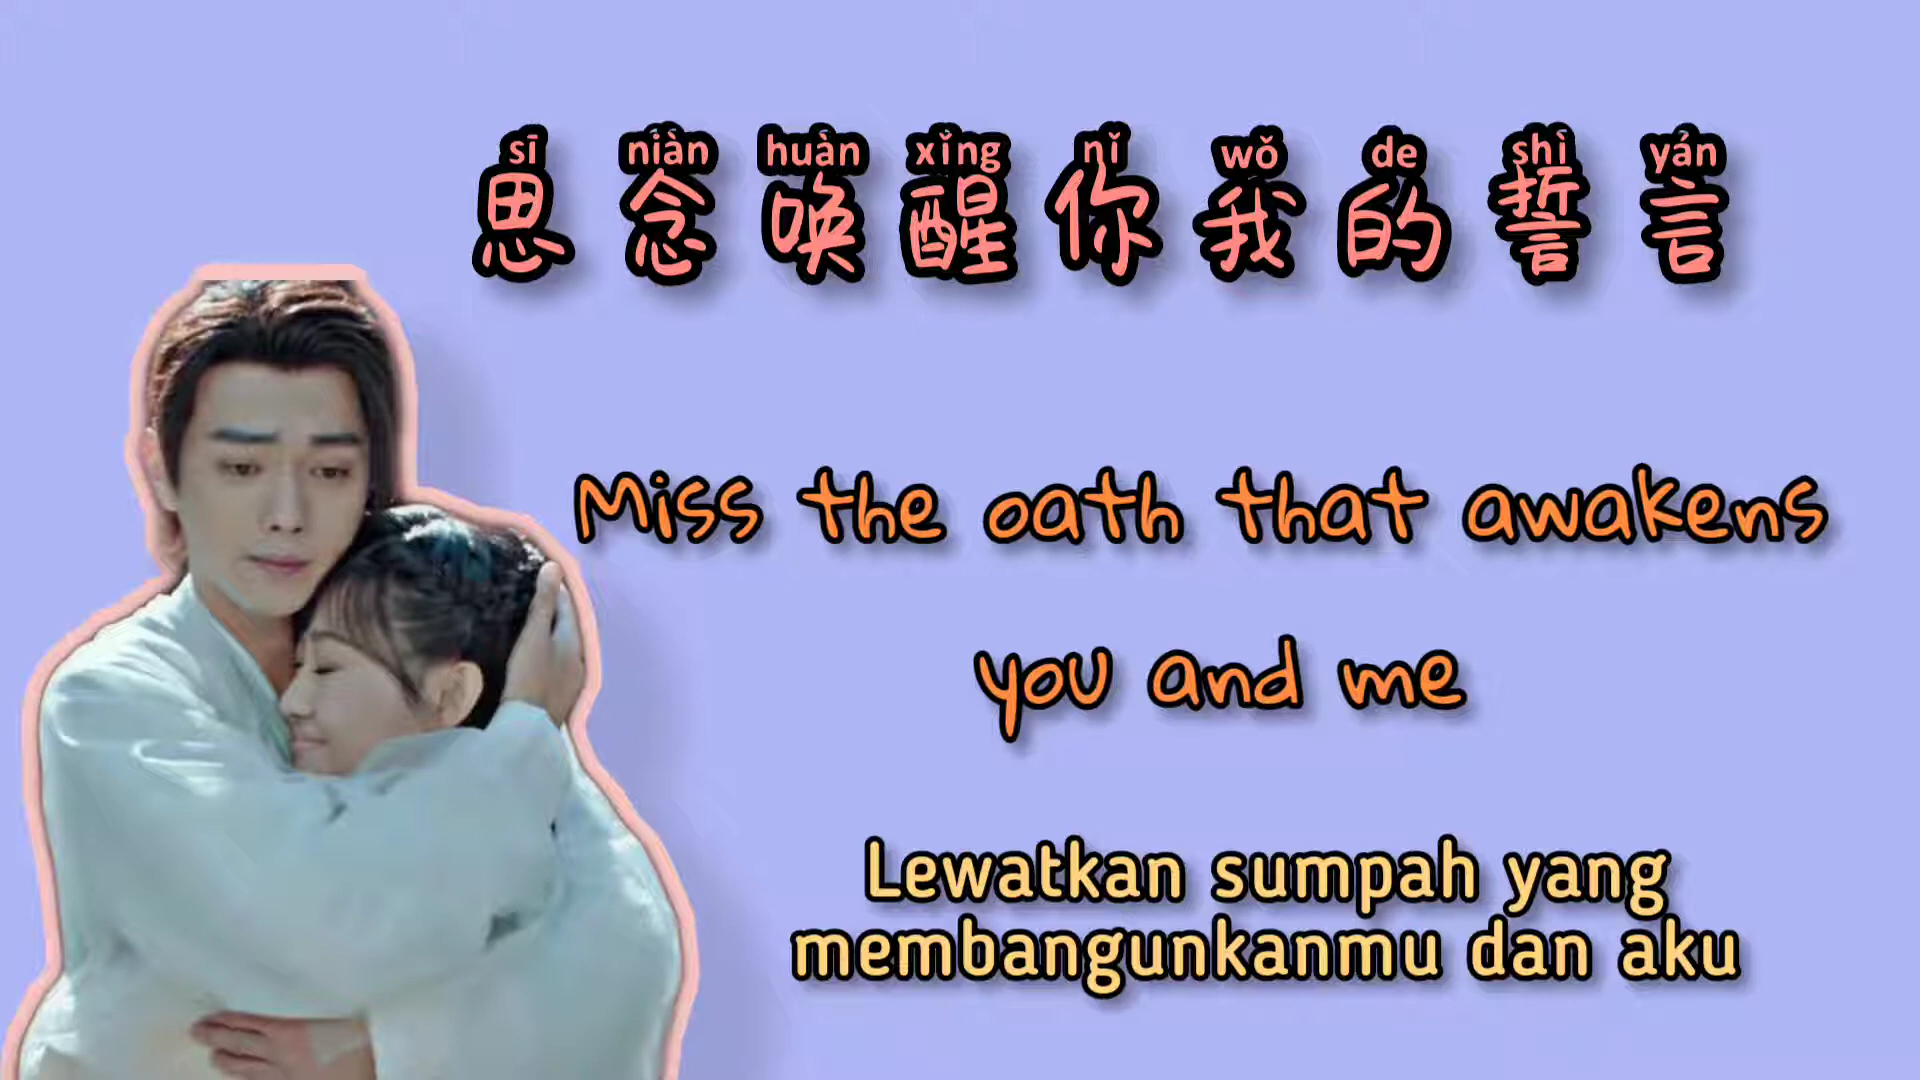 sī niàn huàn xǐng nǐ wǒ de shì yán
思念唤醒你我的誓言
Miss the oath that awakens
you and me
Lewatkan sumpah yang
membangunkanmu dan aku